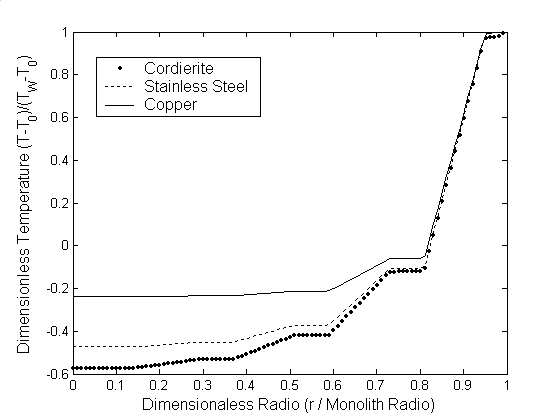 1
0.8
0.6
0.4
0.2
0
-0.2
-0.4
-0.6
Dimensionless Temperature (T-T0)/(TW-T0)
Cordierite
Stainless Steel
Copper
0 0.1 0.2 0.3 0.4 0.5 0.6 0.7 0.8 0.9 1
Dimensionaless Radio (r / Monolith Radio)